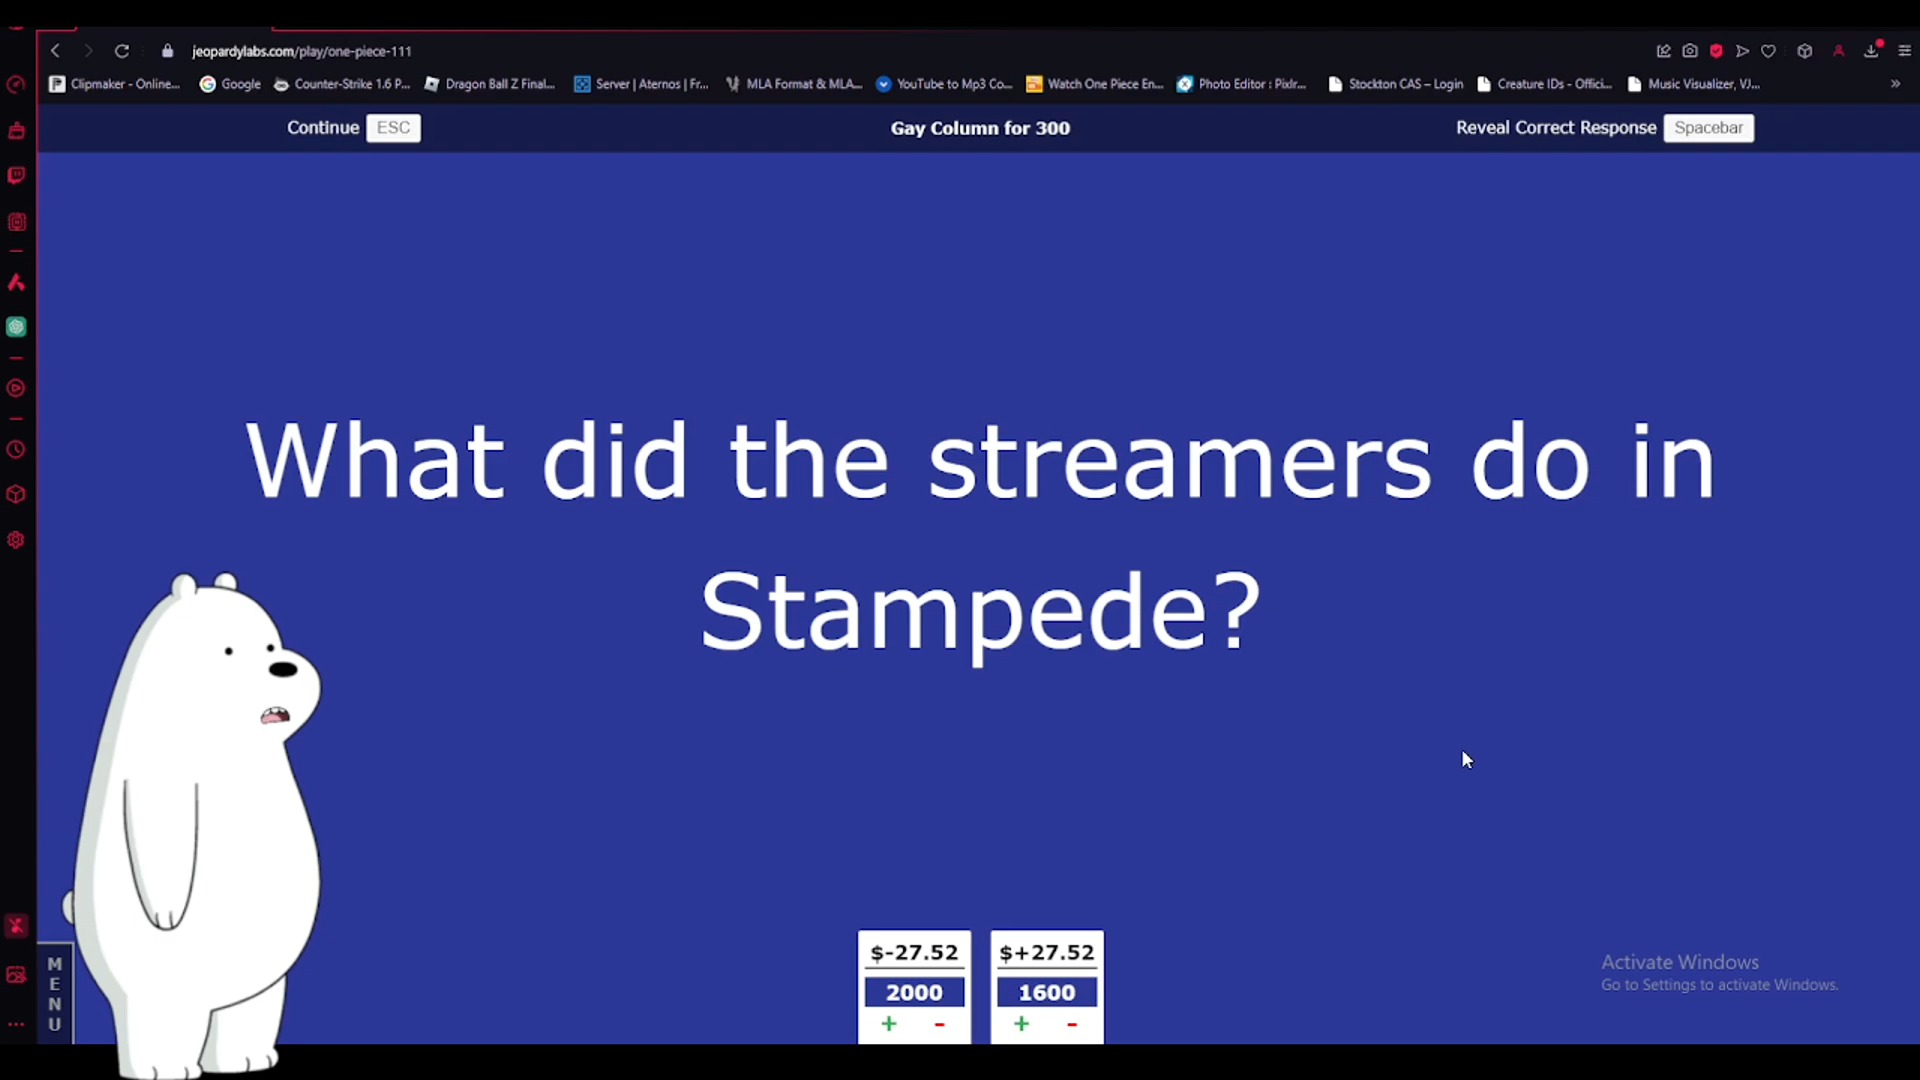 jeopardylabs.com/play/one-piece-111
Clipmaker - Online... Google Counter-Strike 1.6 P... Dragon Ball Z Final... Server | Aternos | Fr... MLA Format & MLA... YouTube to Mp3 Co... Watch One Piece En... Photo Editor : Pixlr... Stockton CAS – Login Creature IDs - Offici... Music Visualizer, VJ... »
Continue ESC Gay Column for 300 Reveal Correct Response Spacebar
What did the streamers do in
Stampede?
$-27.52 $+27.52
2000 1600
+ - + -
MENU
Activate Windows
Go to Settings to activate Windows.